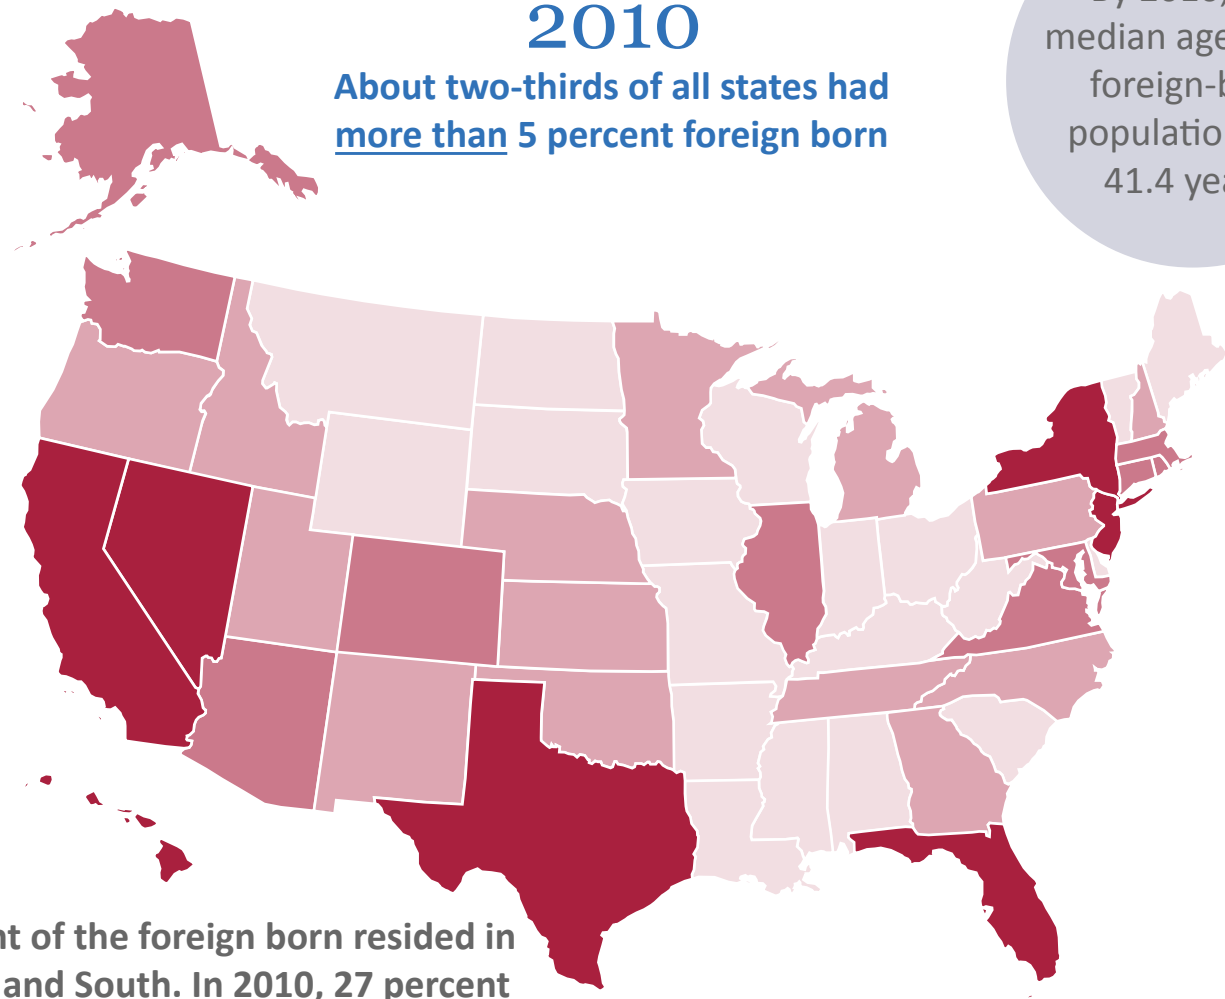 2010
About two-thirds of all states had
more than 5 percent foreign born
median age
foreign-b
population
41.4 yea
nt of the foreign born resided in
and South. In 2010, 27 percent